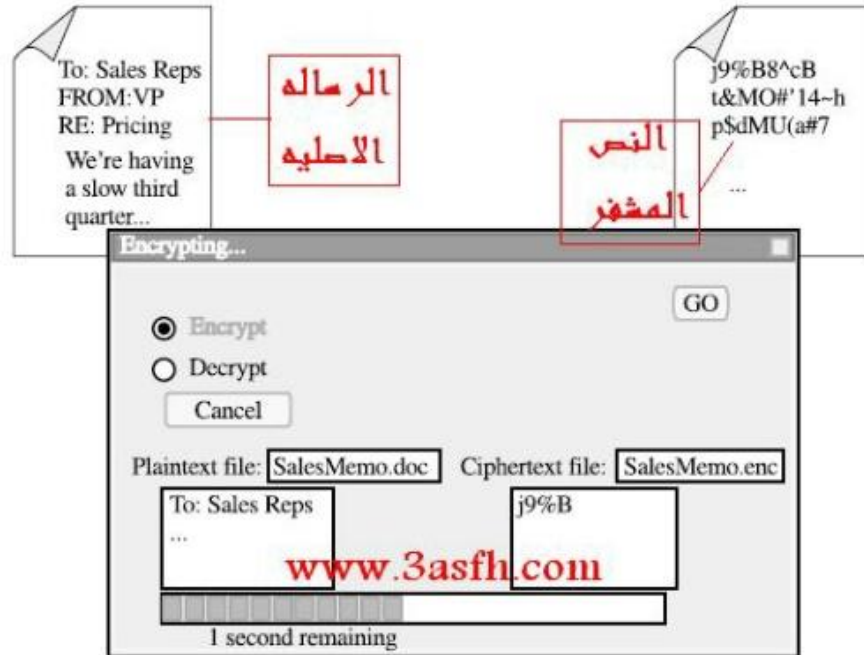 To: Sales Reps
FROM:VP
RE: Pricing
We're having
a slow third
quarter...
الرساله
الاصليه
النص
المشفر
j9%B8^cB
t&MO#'14~h
p$dMU(a#7
...
Encrypting...
GO
Encrypt
Decrypt
Cancel
Plaintext file: SalesMemo.doc Ciphertext file: SalesMemo.enc
To: Sales Reps
...
j9%B
www.3asfh.com
1 second remaining